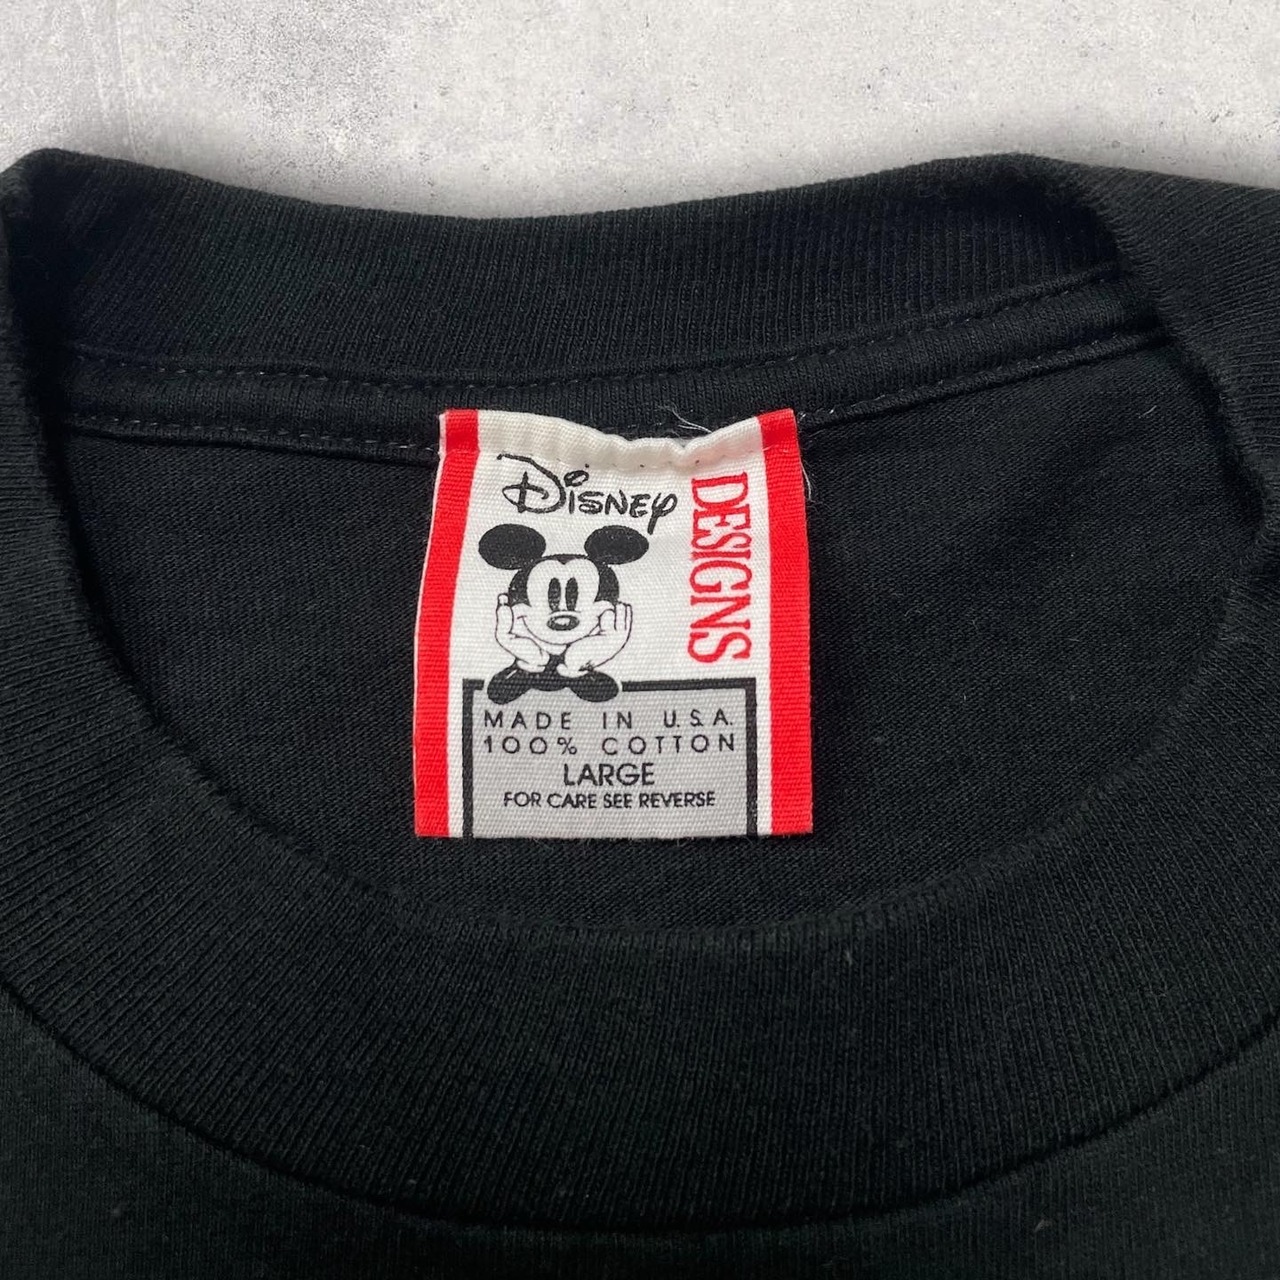 Disney
DESIGNS
MADE IN U.S.A.
100% COTTON
LARGE
FOR CARE SEE REVERSE